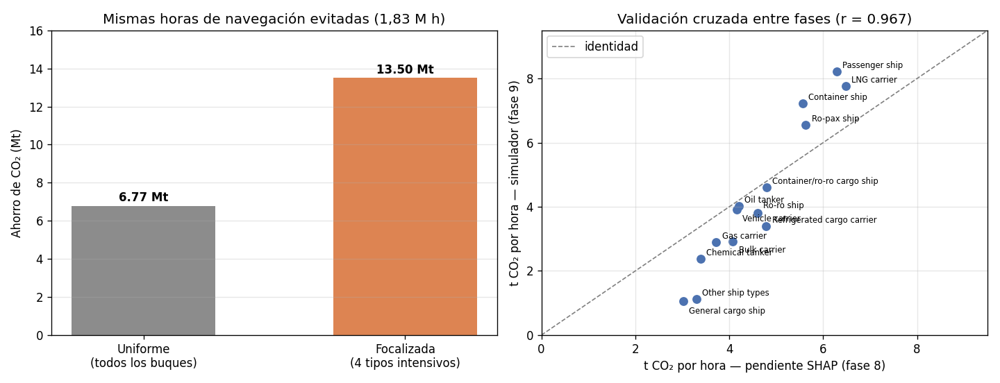 Mismas horas de navegación evitadas (1,83 M h)
Ahorro de CO₂ (Mt)
16
14
12
10
8
6
4
2
0
6.77 Mt
13.50 Mt
Uniforme
(todos los buques)
Focalizada
(4 tipos intensivos)
Validación cruzada entre fases (r = 0.967)
identidad
t CO₂ por hora — simulador (fase 9)
8
6
4
2
0
Passenger ship
LNG carrier
Container ship
Ro-pax ship
Container/ro-ro cargo ship
Oil tanker
Ro-ro ship
Vehicle carrier
Refrigerated cargo carrier
Gas carrier
Bulk carrier
Chemical tanker
Other ship types
General cargo ship
0
2
4
6
8
t CO₂ por hora — pendiente SHAP (fase 8)